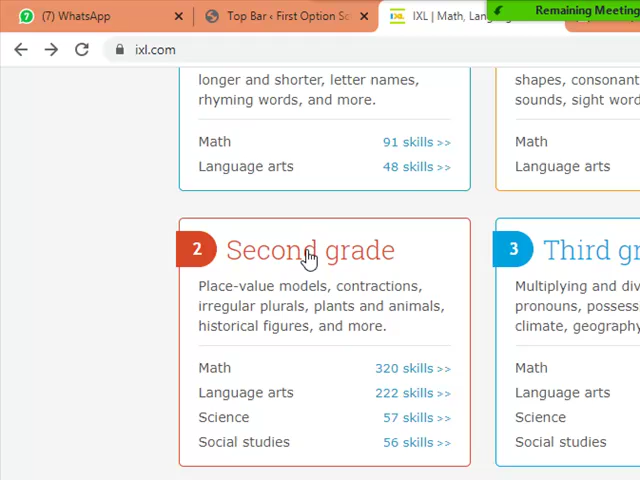 (7) WhatsApp
Top Bar ‹ First Option Sc
IXL | Math, Lang
Remaining Meeting
ixl.com
longer and shorter, letter names,
rhyming words, and more.
Math 91 skills >>
Language arts 48 skills >>
shapes, consonant
sounds, sight word
Math
Language arts
2 Second grade
Place-value models, contractions,
irregular plurals, plants and animals,
historical figures, and more.
Math 320 skills >>
Language arts 222 skills >>
Science 57 skills >>
Social studies 56 skills >>
3 Third gr
Multiplying and div
pronouns, possess
climate, geography
Math
Language arts
Science
Social studies